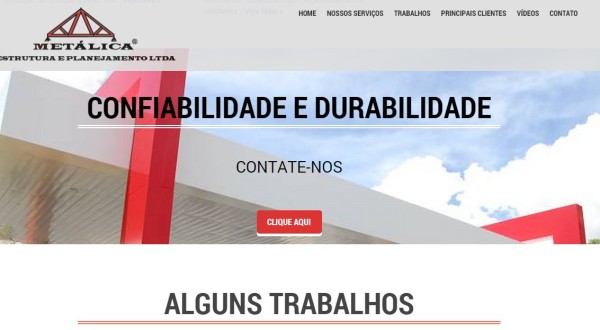 HOME NOSSOS SERVIÇOS TRABALHOS PRINCIPAIS CLIENTES VÍDEOS CONTATO
METÁLICA®
ESTRUTURA E PLANEJAMENTO LTDA
CONFIABILIDADE E DURABILIDADE
CONTATE-NOS
CLIQUE AQUI
ALGUNS TRABALHOS